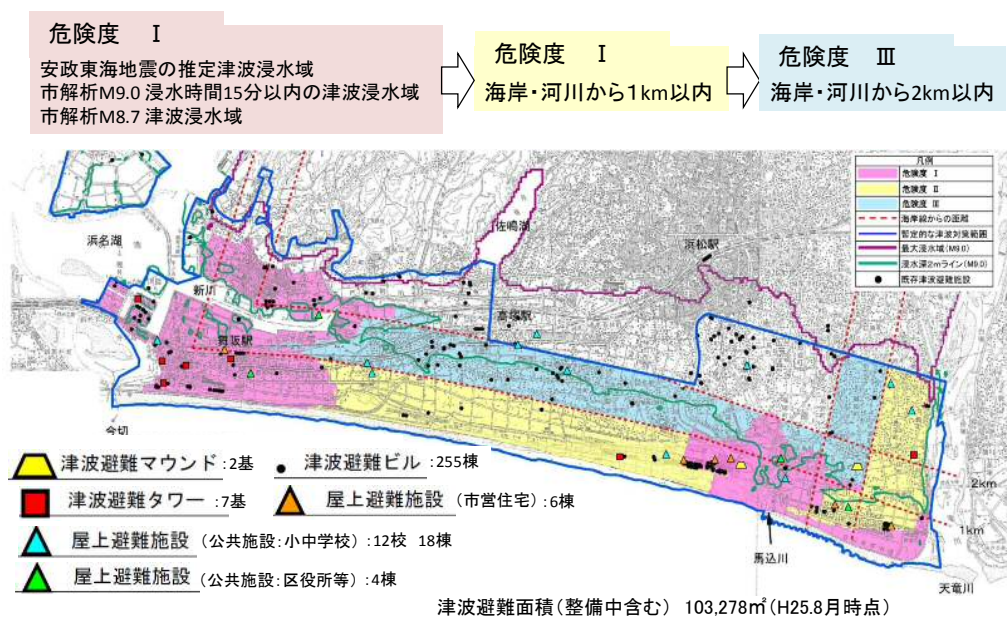 危険度　Ⅰ
安政東海地震の推定津波浸水域
市解析M9.0 浸水時間15分以内の津波浸水域
市解析M8.7 津波浸水域
危険度　Ⅰ
海岸・河川から1km以内
危険度　Ⅲ
海岸・河川から2km以内
凡例
危険度　Ⅰ
危険度　Ⅱ
危険度　Ⅲ
海岸線からの距離
暫定的な津波対策範囲
最大浸水域(M9.0)
浸水深2mライン(M9.0)
既存津波避難施設
浜名湖
佐鳴湖
浜松駅
新川
高塚駅
舞阪駅
今切
2km
1km
馬込川
天竜川
津波避難マウンド:2基
津波避難ビル:255棟
津波避難タワー:7基
屋上避難施設(市営住宅):6棟
屋上避難施設(公共施設:小中学校):12校 18棟
屋上避難施設(公共施設:区役所等):4棟
津波避難面積(整備中含む) 103,278㎡(H25.8月時点)